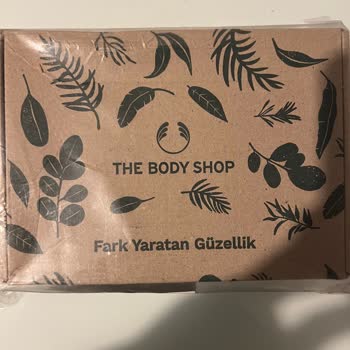 THE BODY SHOP
Fark Yaratan Güzellik